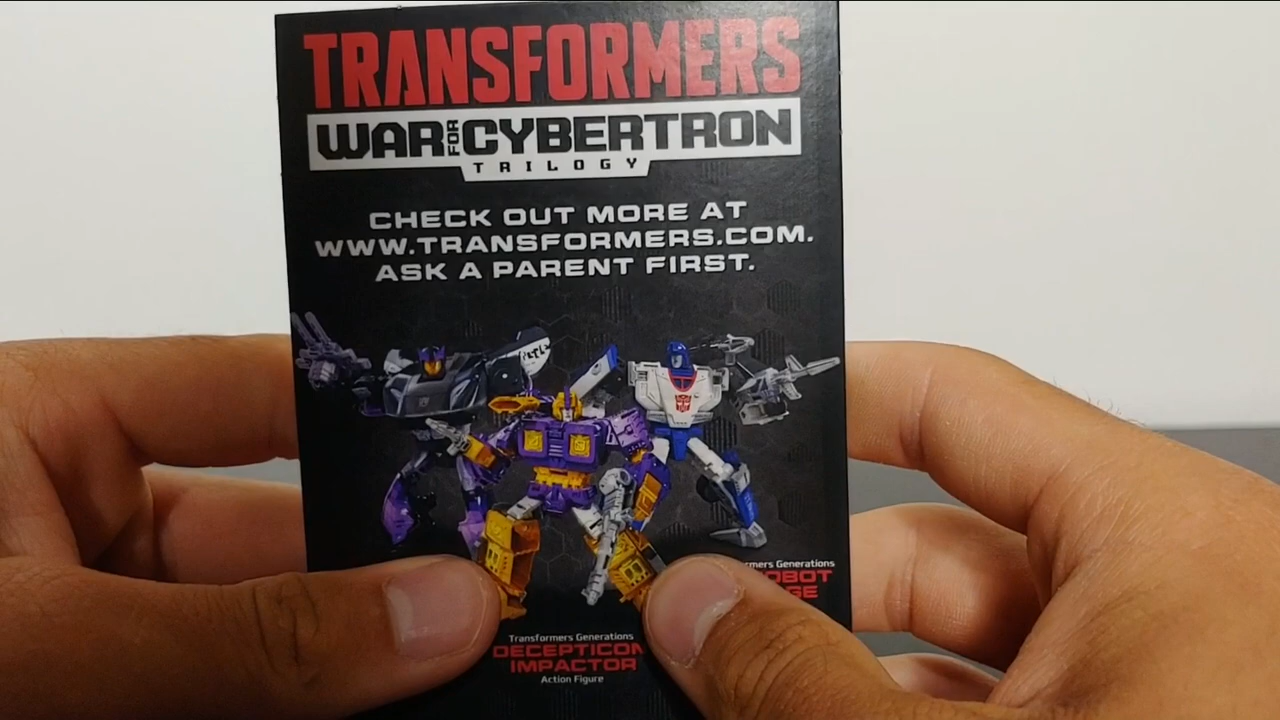 TRANSFORMERS
WAR FOR CYBERTRON
TRILOGY
CHECK OUT MORE AT
WWW.TRANSFORMERS.COM.
ASK A PARENT FIRST.
Generations
Transformers Generations
DECEPTICON
IMPACTOR
Action Figure